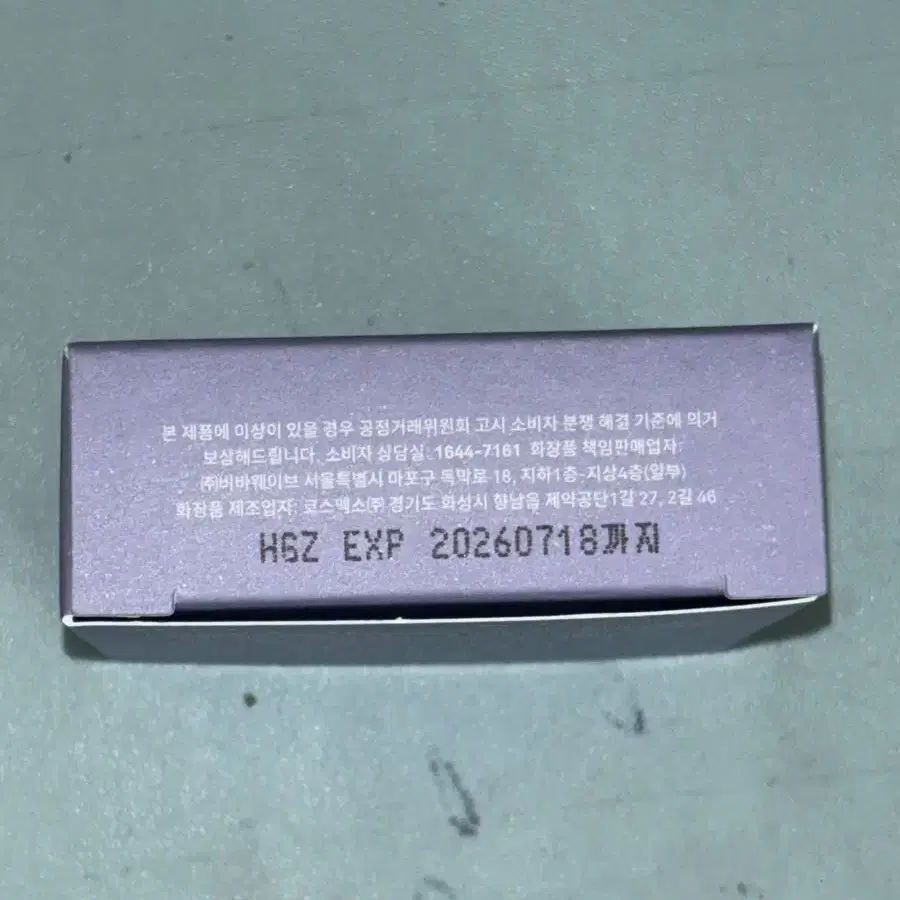 본 제품에 이상이 있을 경우 공정거래위원회 고시 소비자 분쟁 해결 기준에 의거
보상해드립니다. 소비자 상담실: 1644-7161 화장품 책임판매업자:
㈜비바웨이브 서울특별시 마포구 독막로 18, 지하1층-지상4층(일부)
화장품 제조업자: 코스맥스㈜ 경기도 화성시 향남읍 제약공단1길 27, 2길 46
HGZ EXP 20260718까지